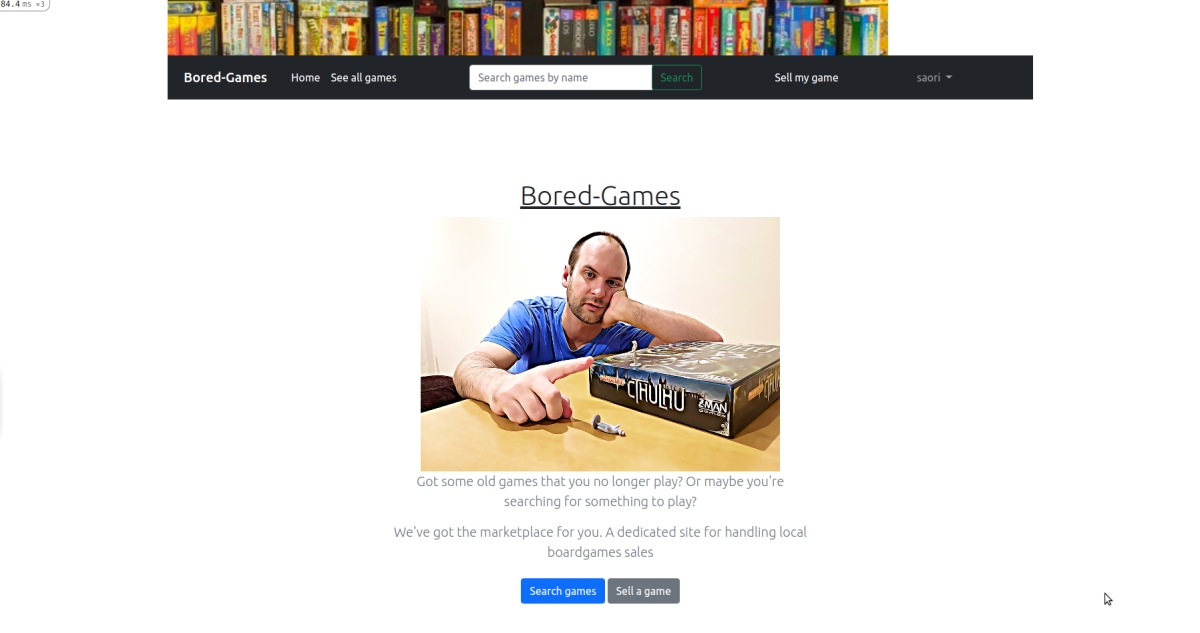 84.4 ms ×3
Bored-Games Home See all games Search games by name Search Sell my game saori
Bored-Games
CTHULHU
Z-MAN
Got some old games that you no longer play? Or maybe you're
searching for something to play?
We've got the marketplace for you. A dedicated site for handling local
boardgames sales
Search games Sell a game